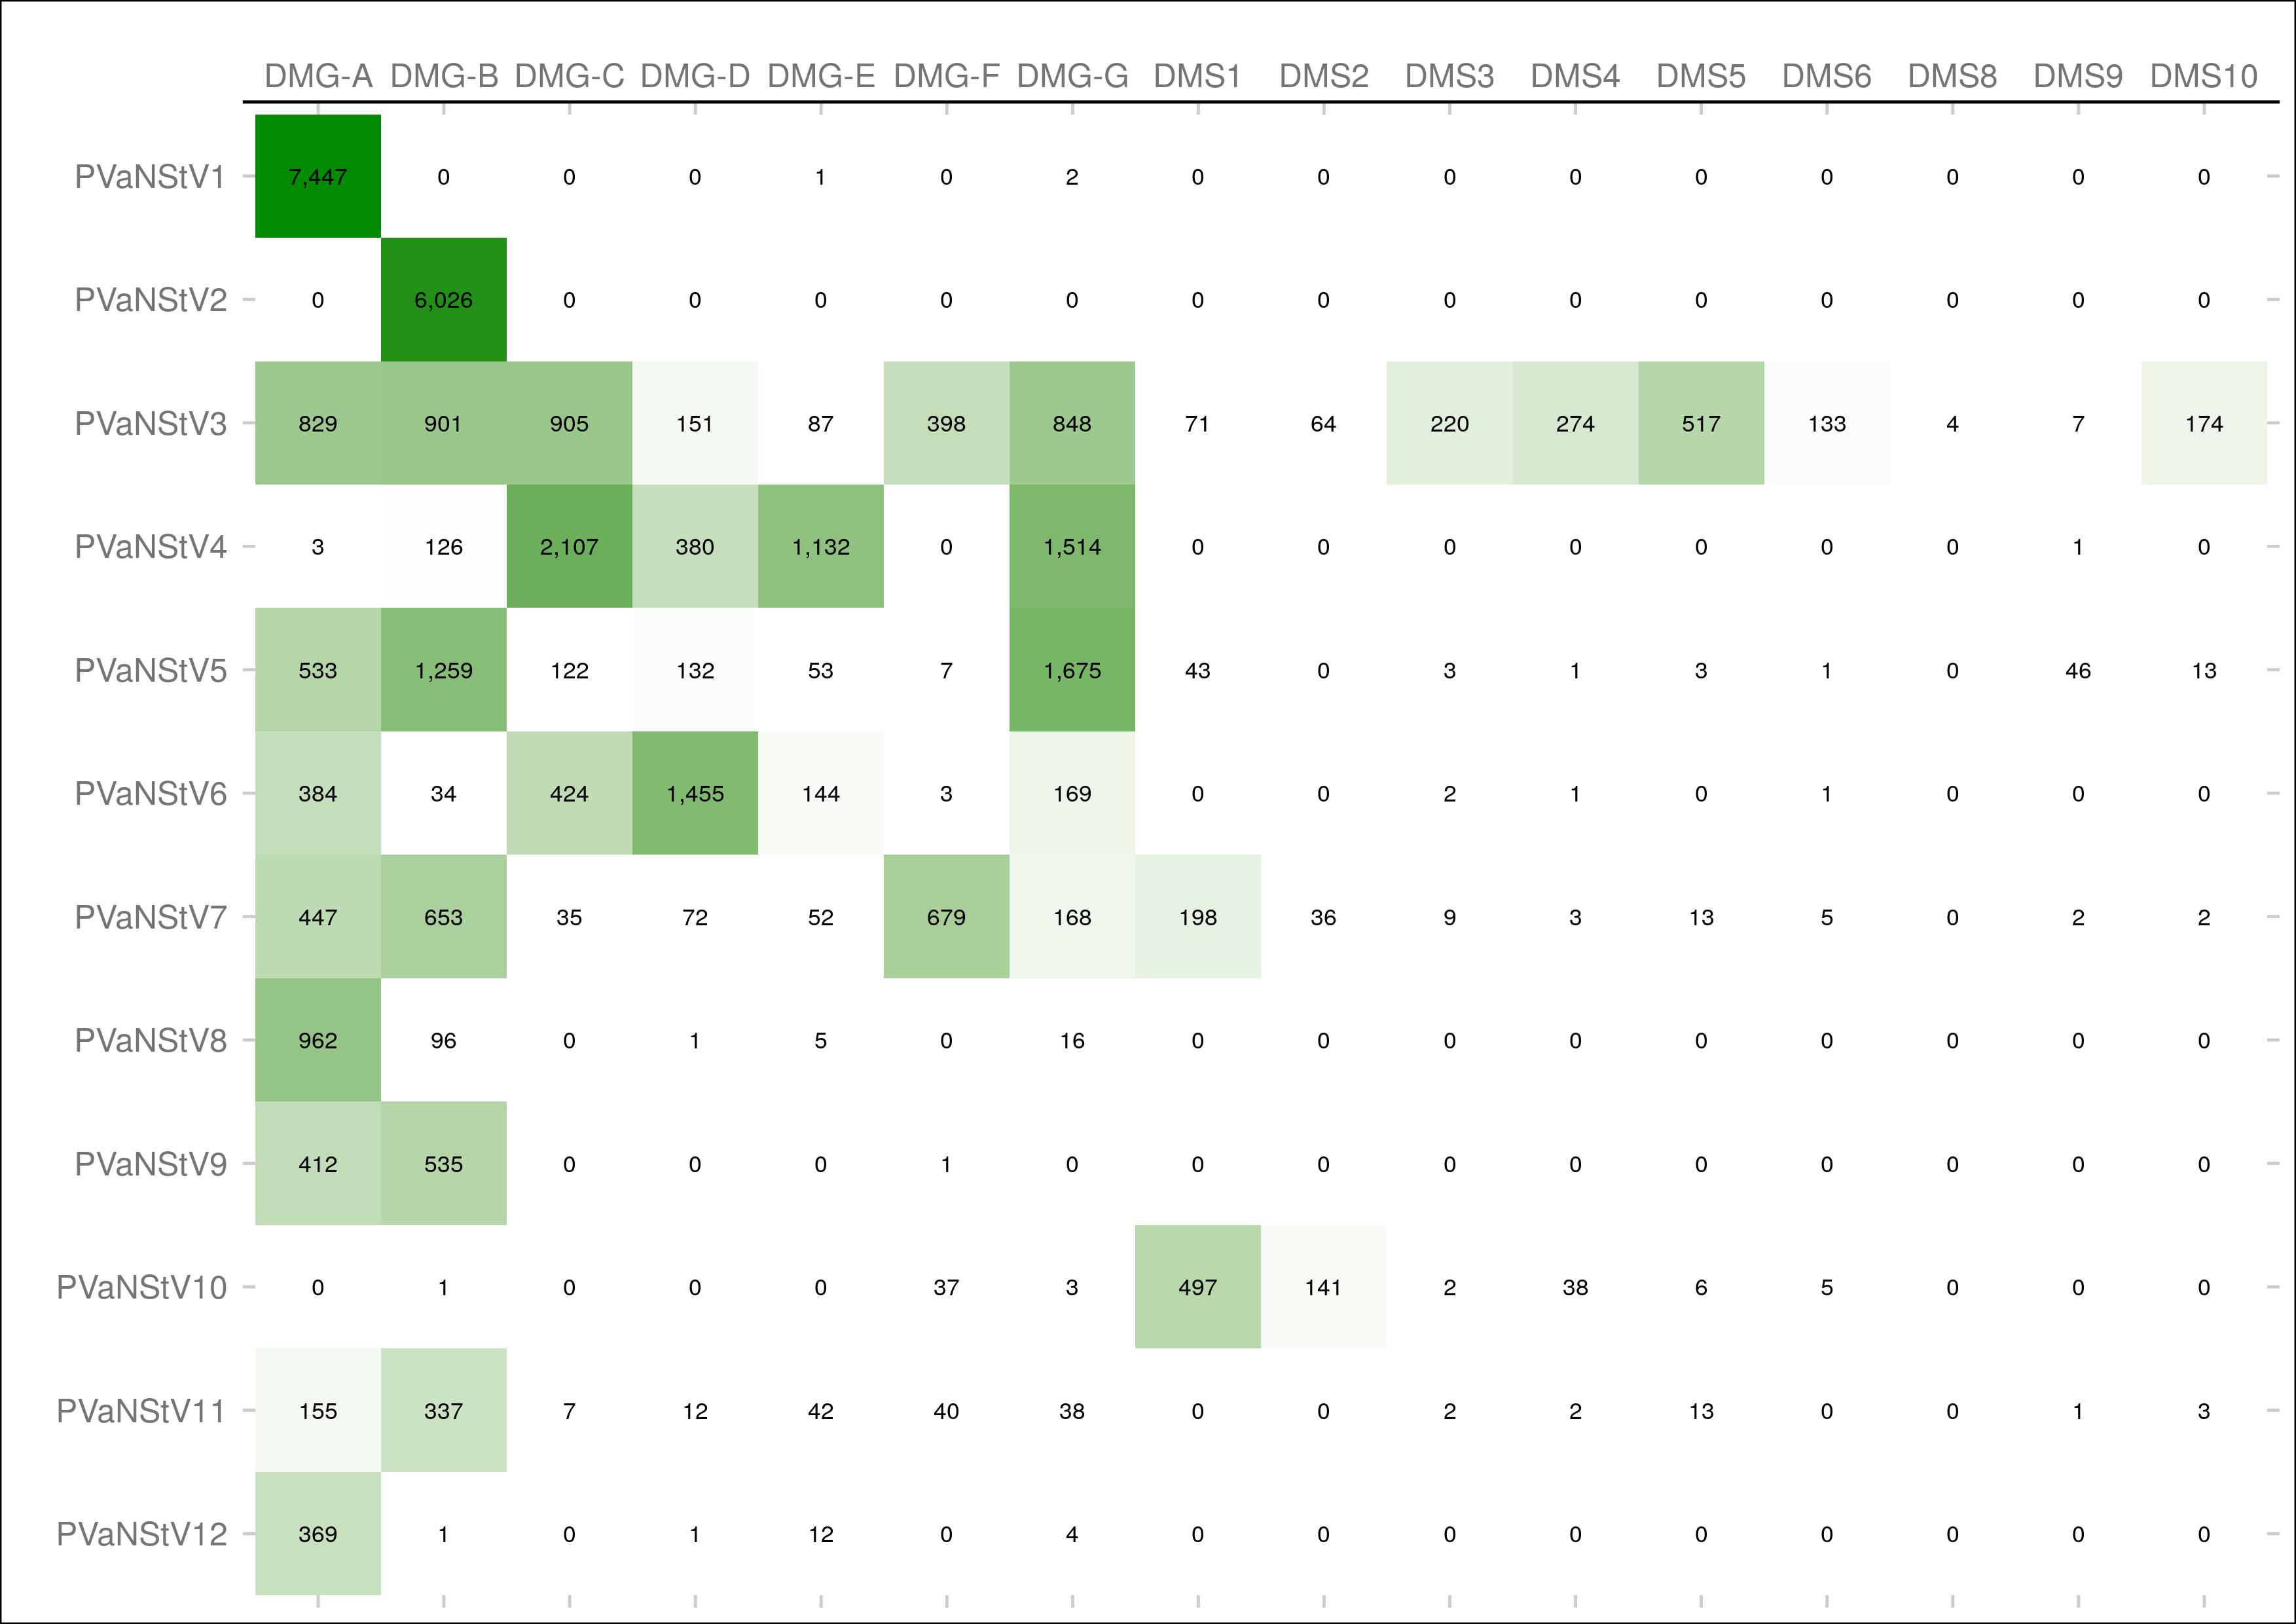 DMG-A DMG-B DMG-C DMG-D DMG-E DMG-F DMG-G DMS1 DMS2 DMS3 DMS4 DMS5 DMS6 DMS8 DMS9 DMS10
PVaNStV1 7,447 0 0 0 1 0 2 0 0 0 0 0 0 0 0 0
PVaNStV2 0 6,026 0 0 0 0 0 0 0 0 0 0 0 0 0 0
PVaNStV3 829 901 905 151 87 398 848 71 64 220 274 517 133 4 7 174
PVaNStV4 3 126 2,107 380 1,132 0 1,514 0 0 0 0 0 0 0 1 0
PVaNStV5 533 1,259 122 132 53 7 1,675 43 0 3 1 3 1 0 46 13
PVaNStV6 384 34 424 1,455 144 3 169 0 0 2 1 0 1 0 0 0
PVaNStV7 447 653 35 72 52 679 168 198 36 9 3 13 5 0 2 2
PVaNStV8 962 96 0 1 5 0 16 0 0 0 0 0 0 0 0 0
PVaNStV9 412 535 0 0 0 1 0 0 0 0 0 0 0 0 0 0
PVaNStV10 0 1 0 0 0 37 3 497 141 2 38 6 5 0 0 0
PVaNStV11 155 337 7 12 42 40 38 0 0 2 2 13 0 0 1 3
PVaNStV12 369 1 0 1 12 0 4 0 0 0 0 0 0 0 0 0